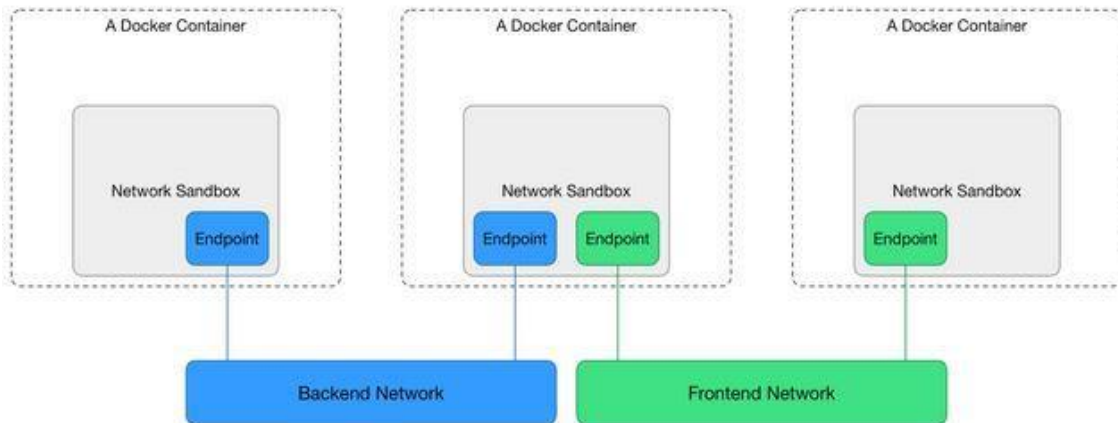 A Docker Container
A Docker Container
A Docker Container
Network Sandbox
Network Sandbox
Network Sandbox
Endpoint
Endpoint
Endpoint
Endpoint
Backend Network
Frontend Network